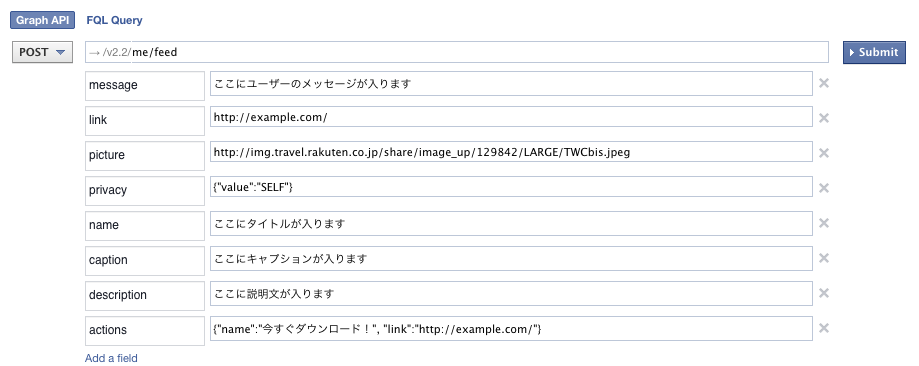 Graph API FQL Query
POST → /v2.2/me/feed Submit
message ここにユーザーのメッセージが入ります
link http://example.com/
picture http://img.travel.rakuten.co.jp/share/image_up/129842/LARGE/TWCbis.jpeg
privacy {"value":"SELF"}
name ここにタイトルが入ります
caption ここにキャプションが入ります
description ここに説明文が入ります
actions {"name":"今すぐダウンロード！", "link":"http://example.com/"}
Add a field